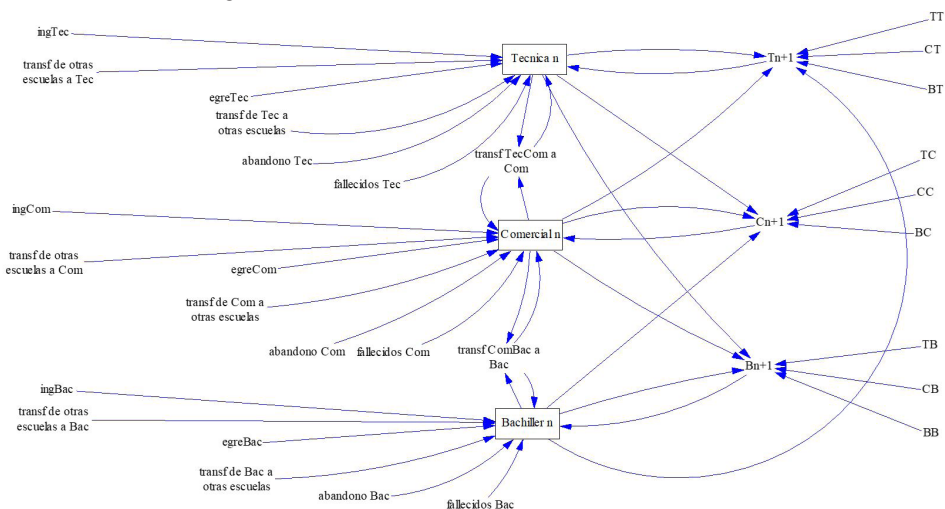 TT
ingTec
CT
Tecnica n
Tn+1
transf de otras
escuelas a Tec
BT
egreTec
transf de Tec a
otras escuelas
abandono Tec
transf TecCom a
Com
TC
fallecidos Tec
CC
ingCom
Cn+1
Comercial n
BC
transf de otras
escuelas a Com
egreCom
transf de Com a
otras escuelas
abandono Com
fallecidos Com
transf ComBac a
Bac
TB
Bn+1
ingBac
CB
transf de otras
escuelas a Bac
Bachiller n
BB
egreBac
transf de Bac a
otras escuelas
abandono Bac
fallecidos Bac